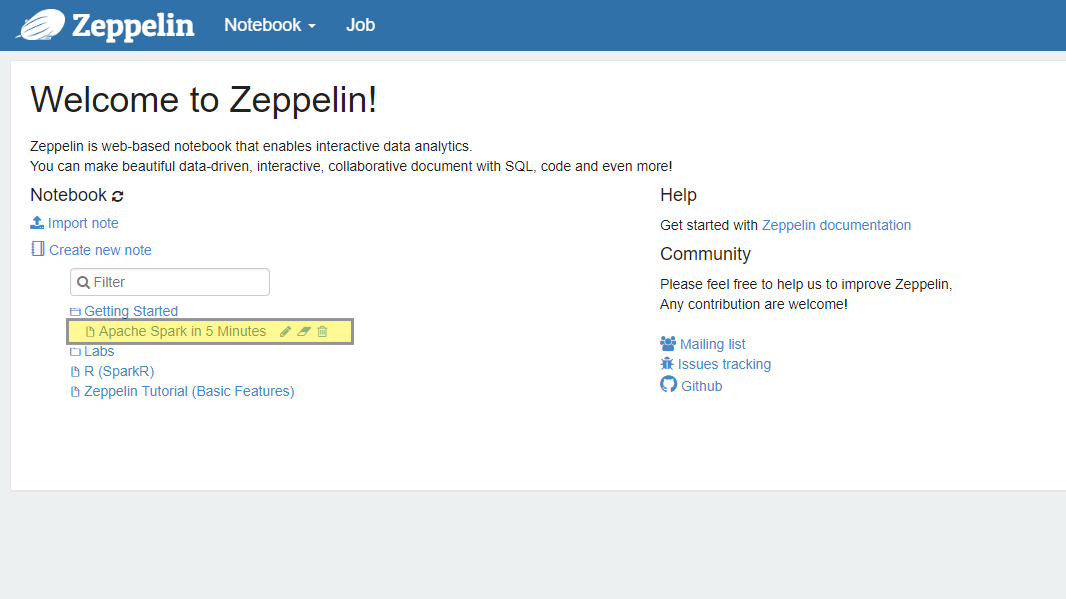 Zeppelin Notebook Job
Welcome to Zeppelin!
Zeppelin is web-based notebook that enables interactive data analytics.
You can make beautiful data-driven, interactive, collaborative document with SQL, code and even more!
Notebook
Import note
Create new note
Filter
Getting Started
Apache Spark in 5 Minutes
Labs
R (SparkR)
Zeppelin Tutorial (Basic Features)
Help
Get started with Zeppelin documentation
Community
Please feel free to help us to improve Zeppelin,
Any contribution are welcome!
Mailing list
Issues tracking
Github